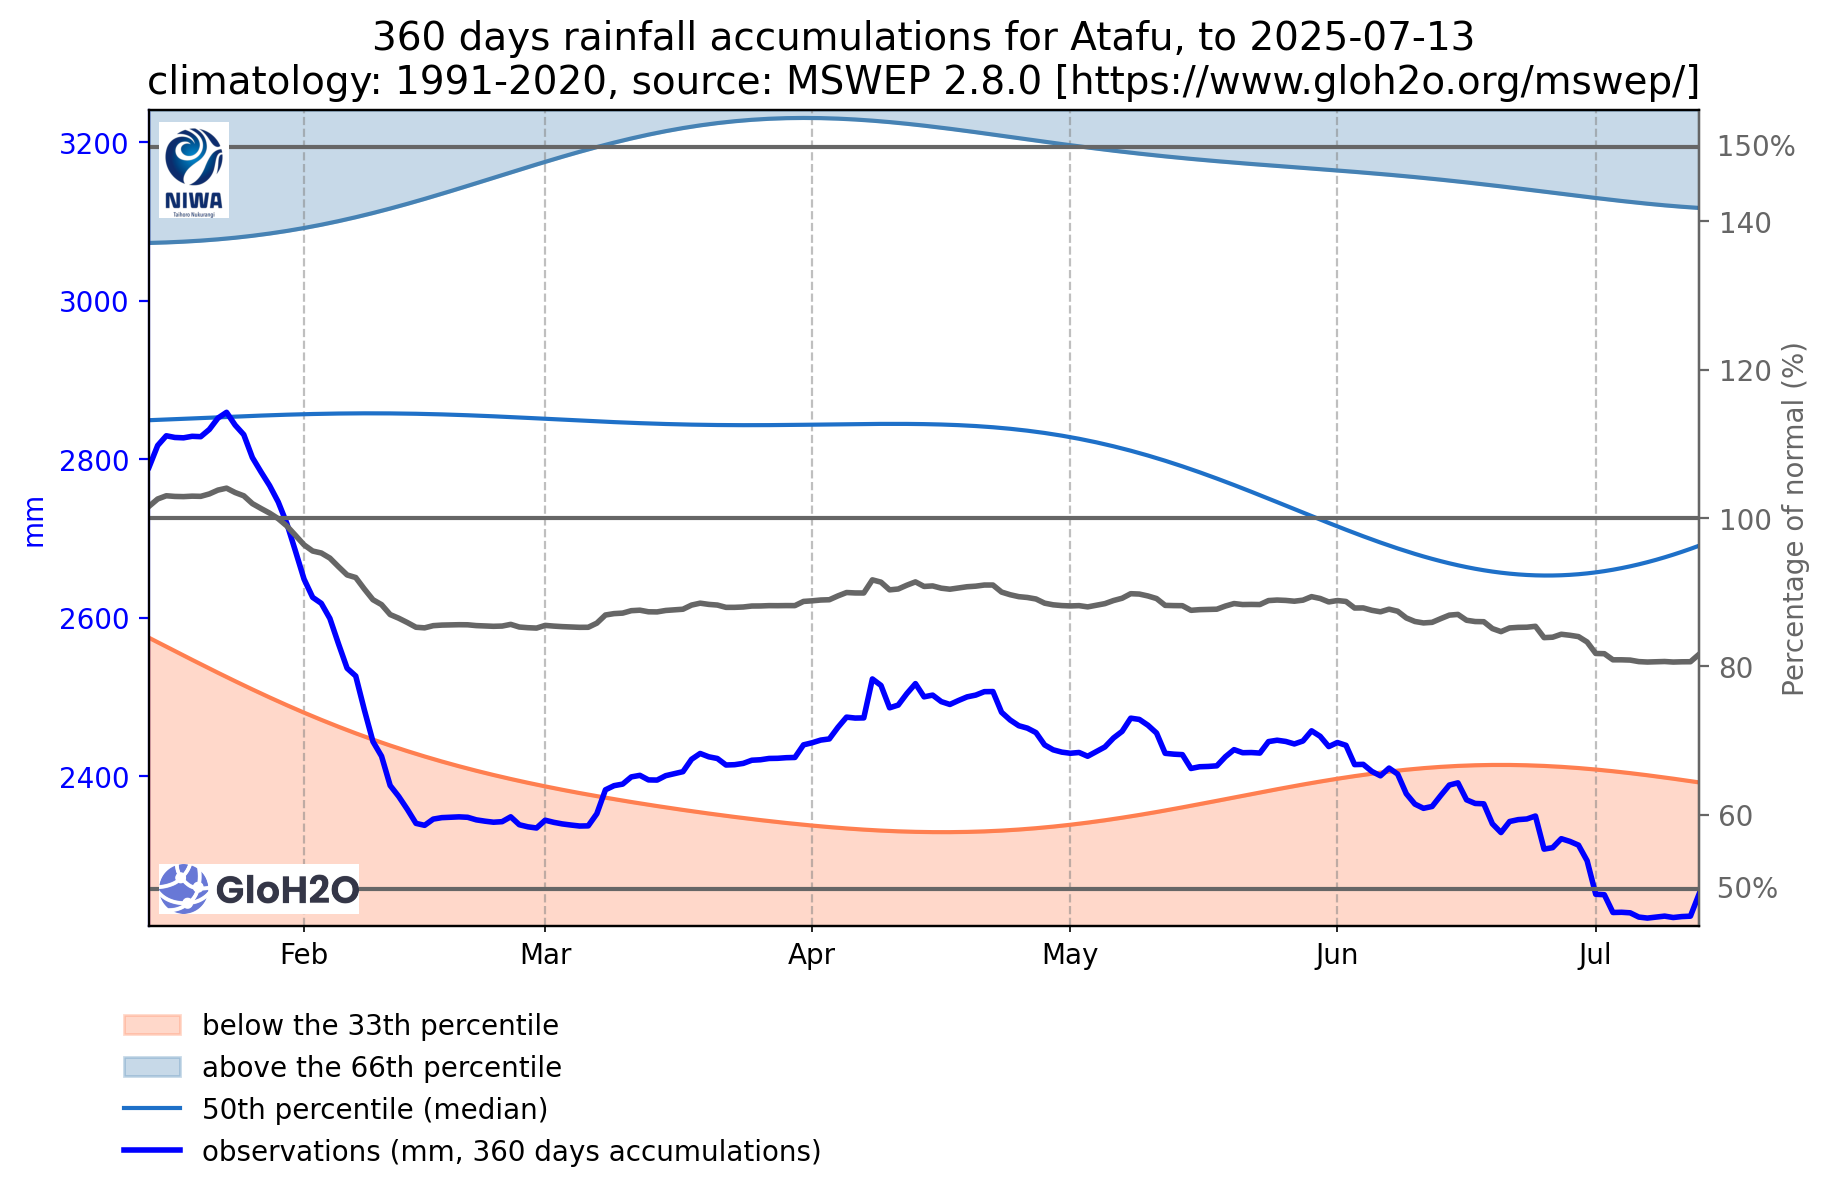 360 days rainfall accumulations for Atafu, to 2025-07-13
climatology: 1991-2020, source: MSWEP 2.8.0 [https://www.gloh2o.org/mswep/]
3200
3000
2800
2600
2400
mm
150%
140
120
100
80
60
50%
Percentage of normal (%)
NIWA
Taihoro Nukurangi
GloH2O
Feb
Mar
Apr
May
Jun
Jul
below the 33th percentile
above the 66th percentile
50th percentile (median)
observations (mm, 360 days accumulations)